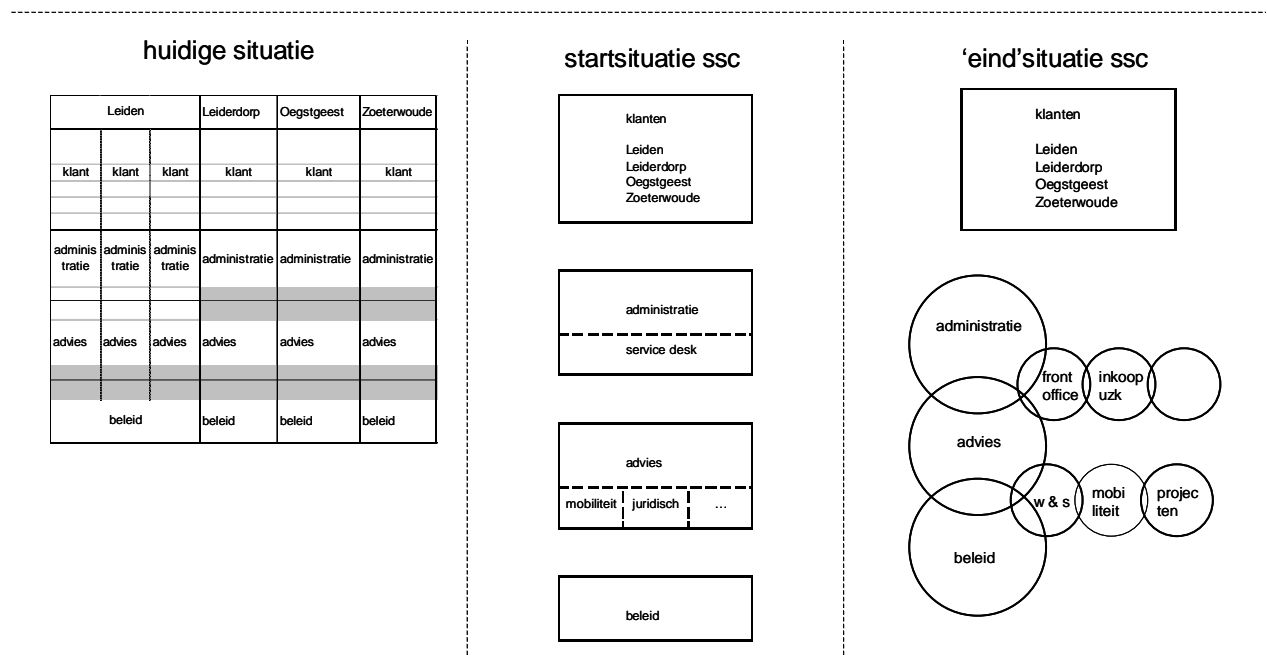 huidige situatie
Leiden Leiderdorp Oegstgeest Zoeterwoude
klant klant klant klant klant klant
adminis adminis adminis
tratie tratie tratie administratie administratie administratie
advies advies advies advies advies advies
beleid beleid beleid beleid
startsituatie ssc
klanten
Leiden
Leiderdorp
Oegstgeest
Zoeterwoude
administratie
service desk
advies
mobiliteit juridisch ...
beleid
‘eind’situatie ssc
klanten
Leiden
Leiderdorp
Oegstgeest
Zoeterwoude
administratie
front inkoop
office uzk
advies
w & s
mobi
liteit
projec
ten
beleid